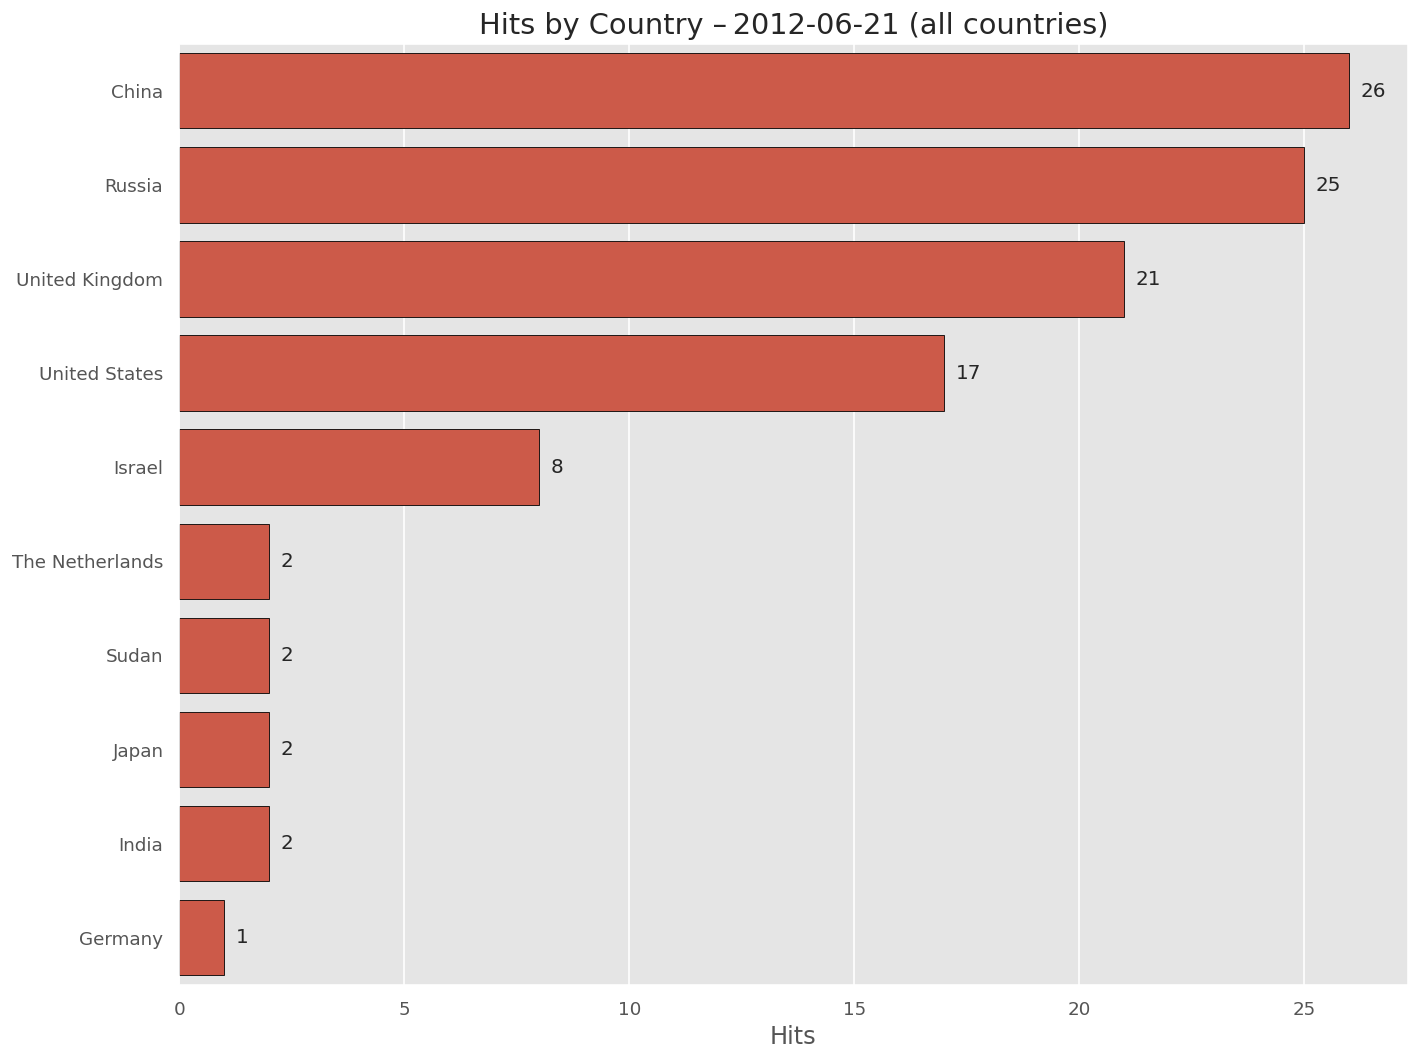 Hits by Country – 2012-06-21 (all countries)
China 26
Russia 25
United Kingdom 21
United States 17
Israel 8
The Netherlands 2
Sudan 2
Japan 2
India 2
Germany 1
0 5 10 15 20 25
Hits